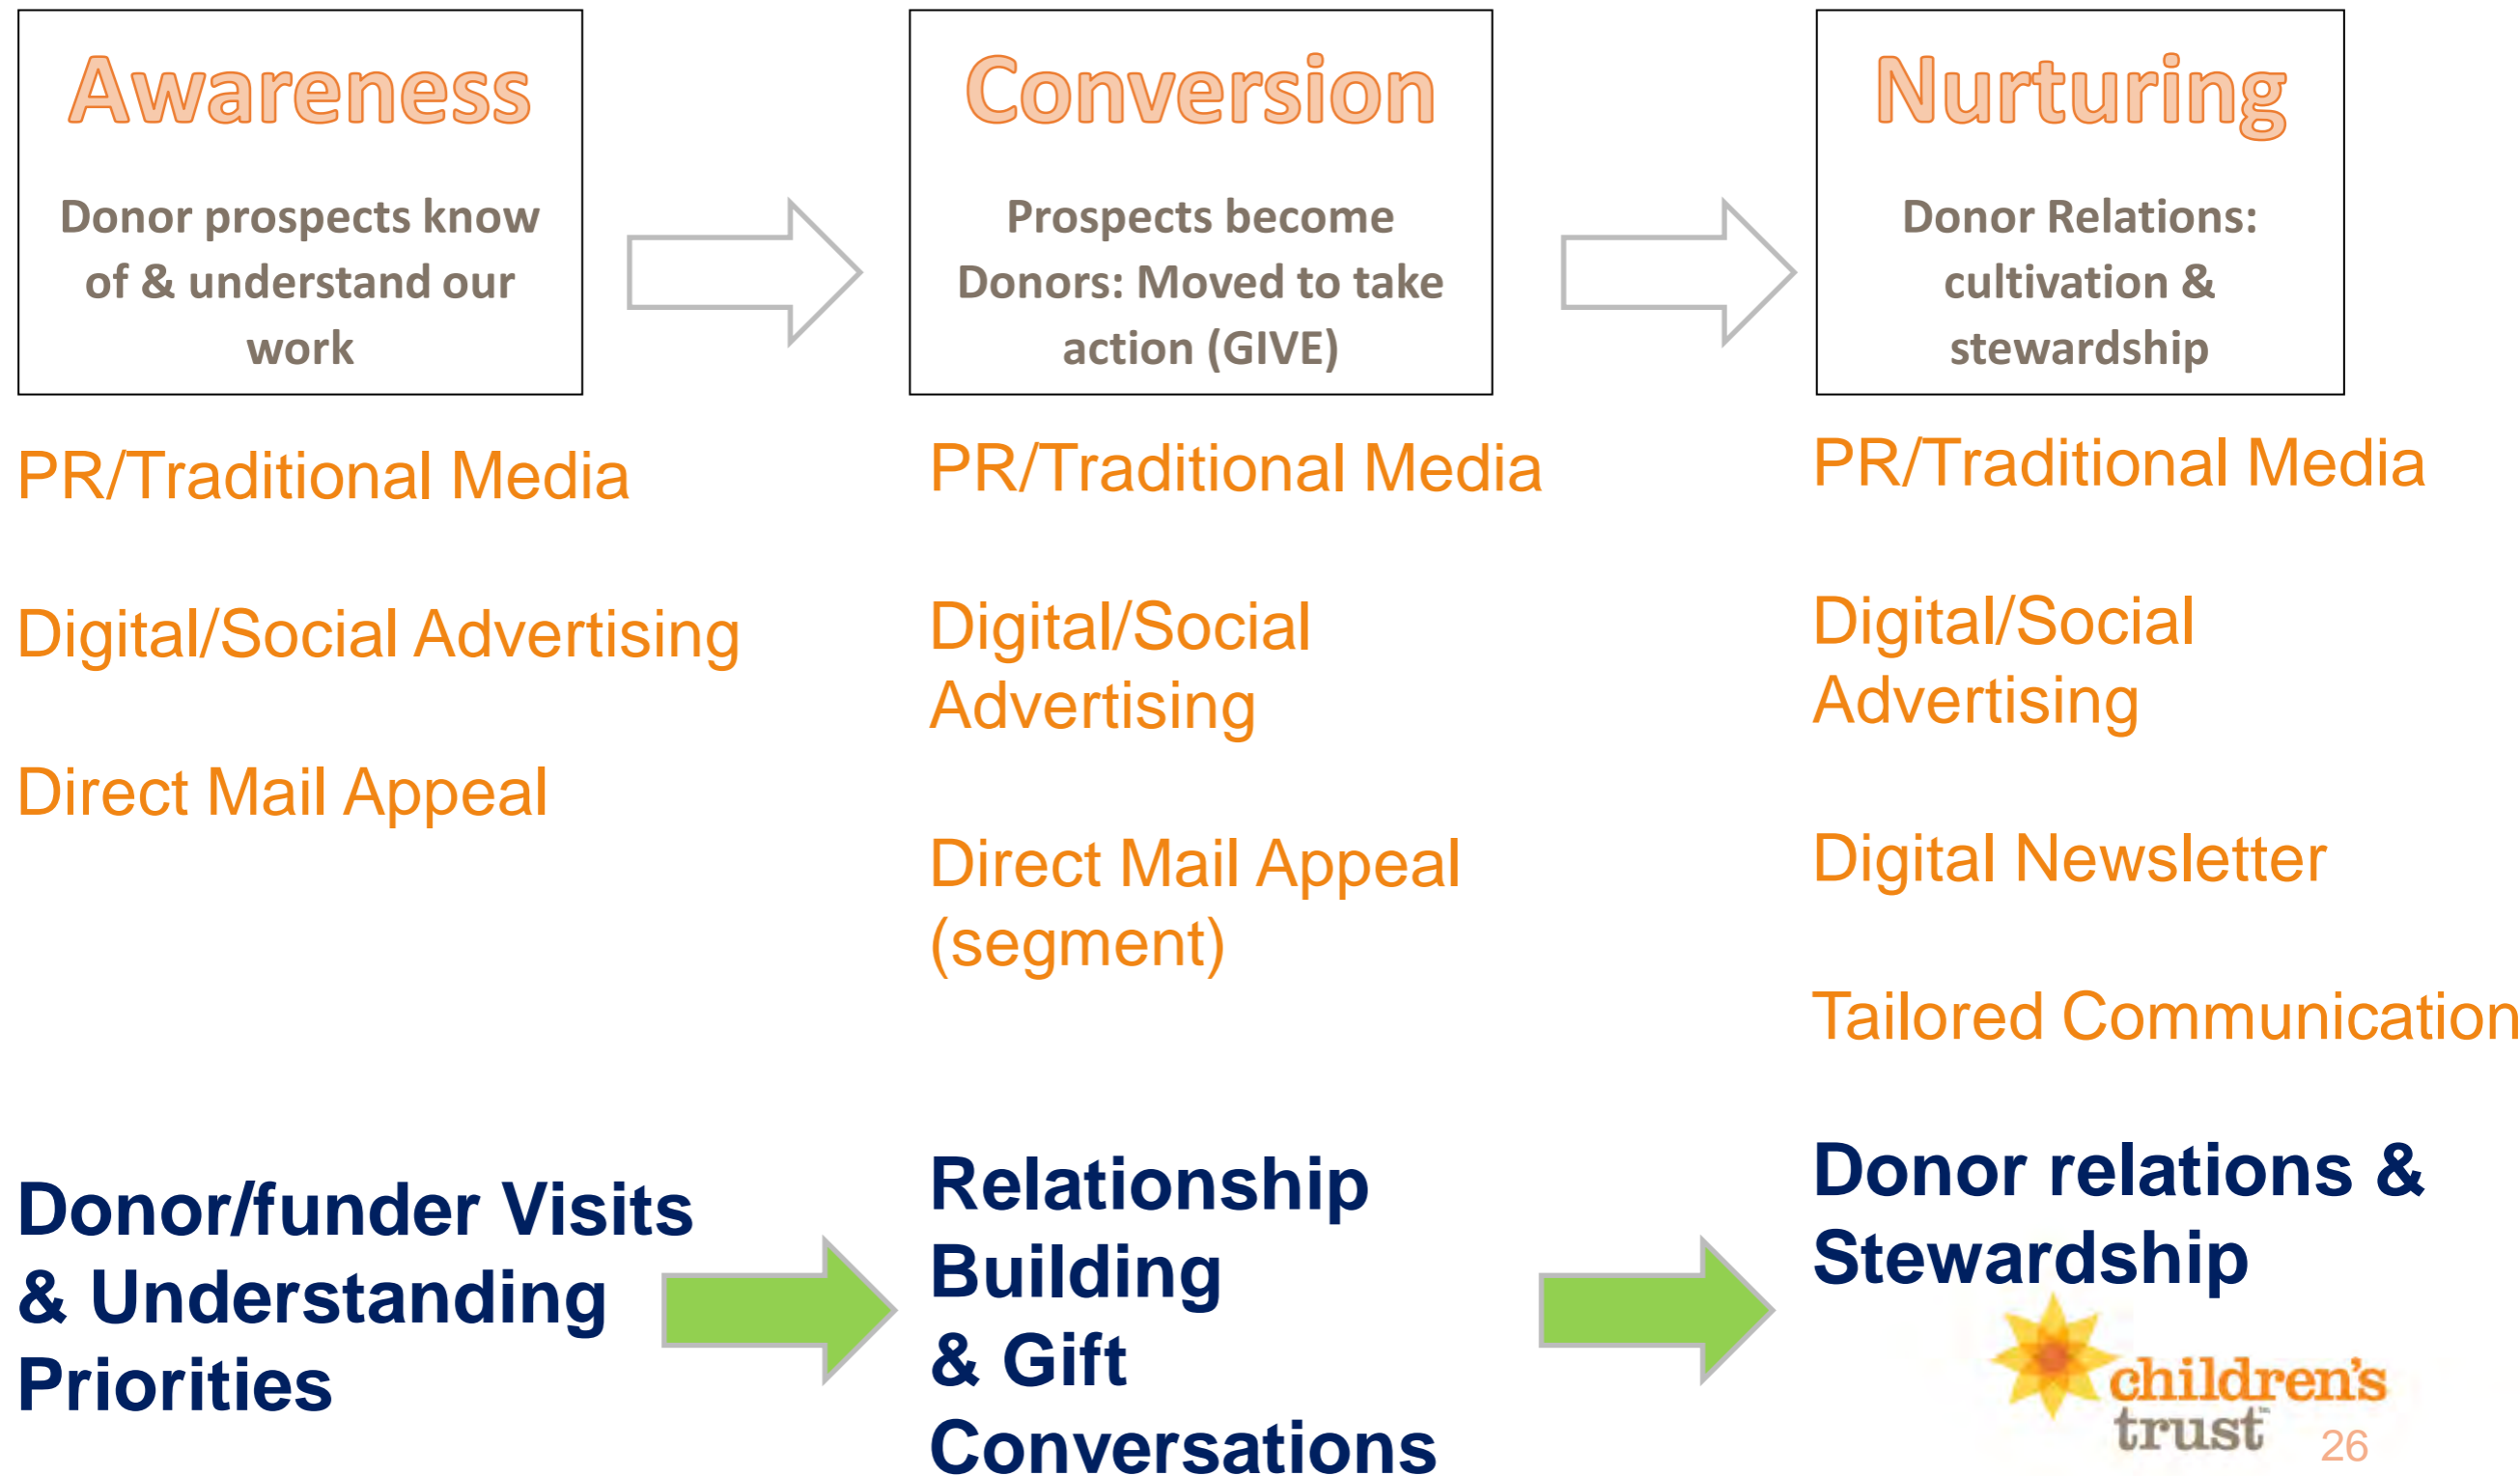 Awareness
Donor prospects know
of & understand our
work
Conversion
Prospects become
Donors: Moved to take
action (GIVE)
Nurturing
Donor Relations:
cultivation &
stewardship
PR/Traditional Media
Digital/Social Advertising
Direct Mail Appeal
PR/Traditional Media
Digital/Social
Advertising
Direct Mail Appeal
(segment)
PR/Traditional Media
Digital/Social
Advertising
Digital Newsletter
Tailored Communication
Donor/funder Visits
& Understanding
Priorities
Relationship
Building
& Gift
Conversations
Donor relations &
Stewardship
children's
trust™
26